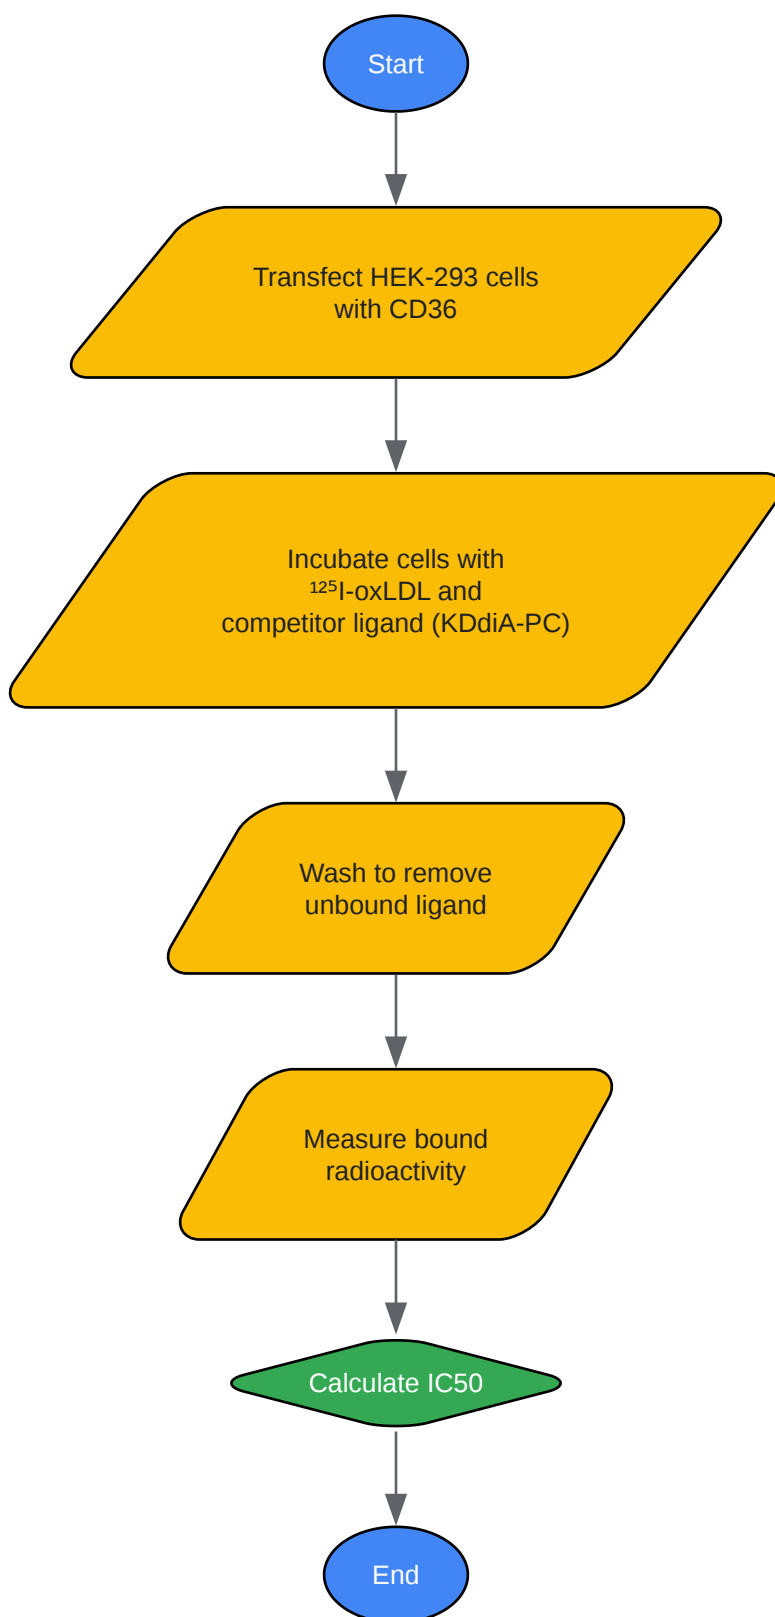 Start
Transfect HEK-293 cells
with CD36
Incubate cells with
¹²⁵I-oxLDL and
competitor ligand (KDdiA-PC)
Wash to remove
unbound ligand
Measure bound
radioactivity
Calculate IC50
End